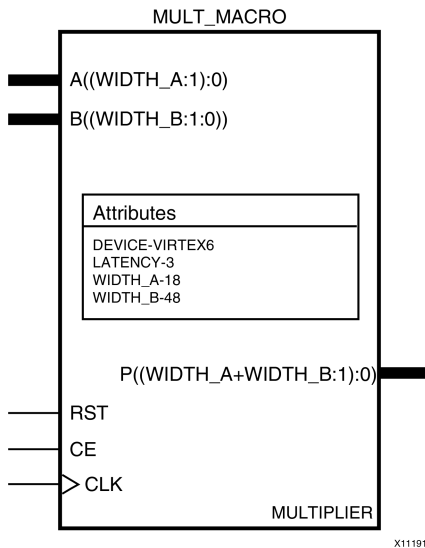 MULT_MACRO
A((WIDTH_A:1):0)
B((WIDTH_B:1:0))
Attributes
DEVICE-VIRTEX6
LATENCY-3
WIDTH_A-18
WIDTH_B-48
P((WIDTH_A+WIDTH_B:1):0)
RST
CE
CLK
MULTIPLIER
X11191